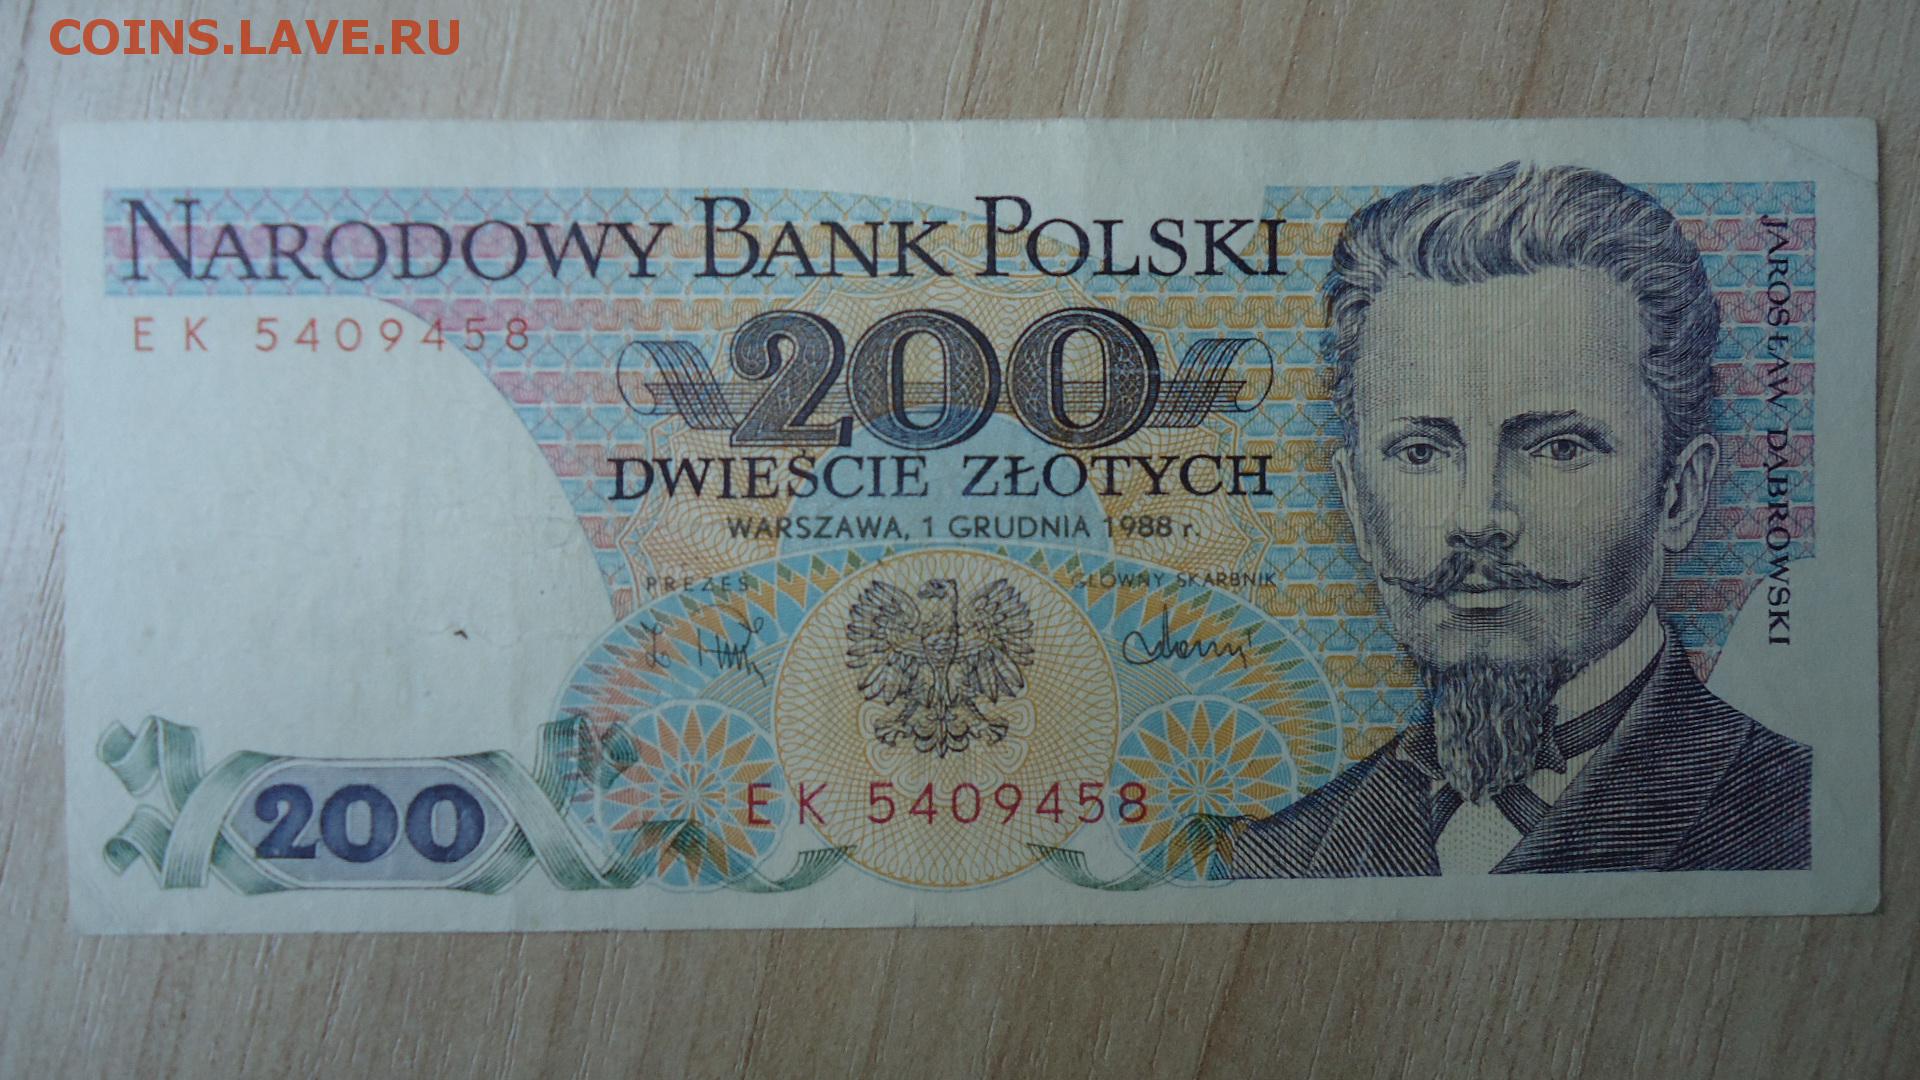 COINS.LAVE.RU
NARODOWY BANK POLSKI
EK 5409458
200
DWIEŚCIE ZŁOTYCH
WARSZAWA, 1 GRUDNIA 1988 r.
PREZES
GŁÓWNY SKARBNIK
EK 5409458
200
JAROSŁAW DĄBROWSKI